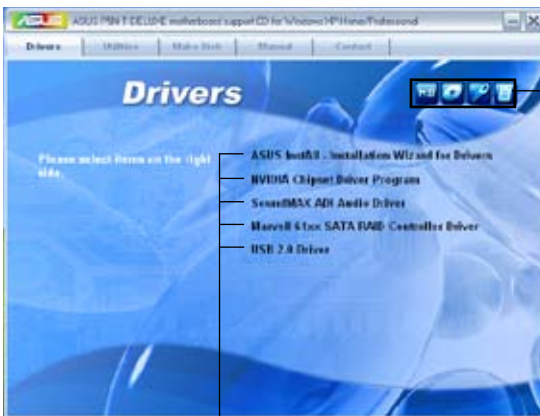 ASUS P5N-T DELUXE motherboard support CD for Windows XP Home/Professional
Drivers
Utilities
Make Disk
Manual
Contact
Drivers
Please select items on the right side.
ASUS InstAll - Installation Wizard for Drivers
NVIDIA Chipset Driver Program
SoundMAX ADI Audio Driver
Marvell 61xx SATA RAID Controller Driver
USB 2.0 Driver